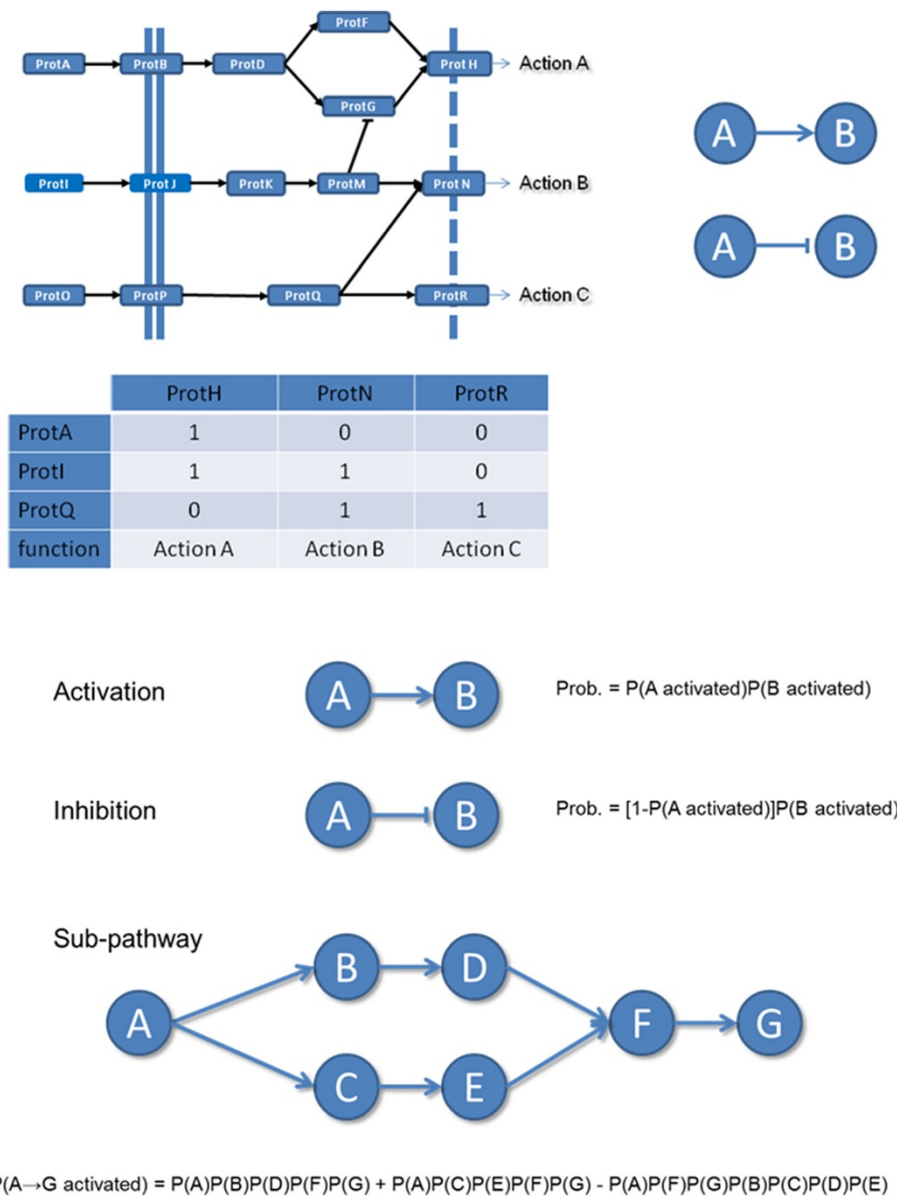 ProtF
ProtA ProtB ProtD Prot H Action A
ProtG
A B
ProtI Prot J ProtK ProtM Prot N Action B
A B
ProtO ProtP ProtQ ProtR Action C
ProtH ProtN ProtR
ProtA 1 0 0
ProtI 1 1 0
ProtQ 0 1 1
function Action A Action B Action C
Activation A B Prob. = P(A activated)P(B activated)
Inhibition A B Prob. = [1-P(A activated)]P(B activated)
Sub-pathway
B D
A F G
C E
P(A→G activated) = P(A)P(B)P(D)P(F)P(G) + P(A)P(C)P(E)P(F)P(G) - P(A)P(F)P(G)P(B)P(C)P(D)P(E)